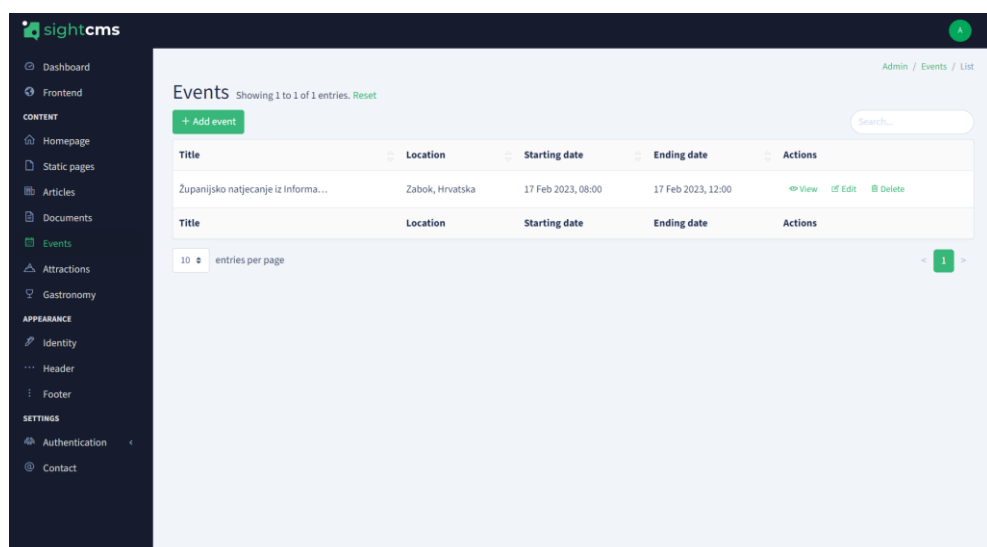 sightcms
A
Dashboard
Frontend
CONTENT
Homepage
Static pages
Articles
Documents
Events
Attractions
Gastronomy
APPEARANCE
Identity
Header
Footer
SETTINGS
Authentication
Contact
Admin / Events / List
Events Showing 1 to 1 of 1 entries. Reset
+ Add event
Search...
Title Location Starting date Ending date Actions
Županijsko natjecanje iz Informa... Zabok, Hrvatska 17 Feb 2023, 08:00 17 Feb 2023, 12:00 View Edit Delete
Title Location Starting date Ending date Actions
10 entries per page
< 1 >